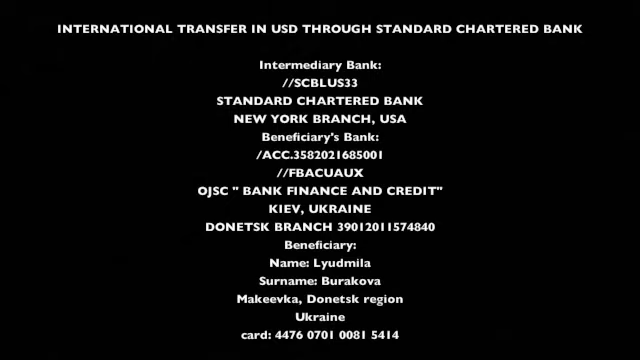 INTERNATIONAL TRANSFER IN USD THROUGH STANDARD CHARTERED BANK
Intermediary Bank:
//SCBLUS33
STANDARD CHARTERED BANK
NEW YORK BRANCH, USA
Beneficiary's Bank:
/ACC.3582021685001
//FBACUAUX
OJSC " BANK FINANCE AND CREDIT"
KIEV, UKRAINE
DONETSK BRANCH 39012011574840
Beneficiary:
Name: Lyudmila
Surname: Burakova
Makeevka, Donetsk region
Ukraine
card: 4476 0701 0081 5414